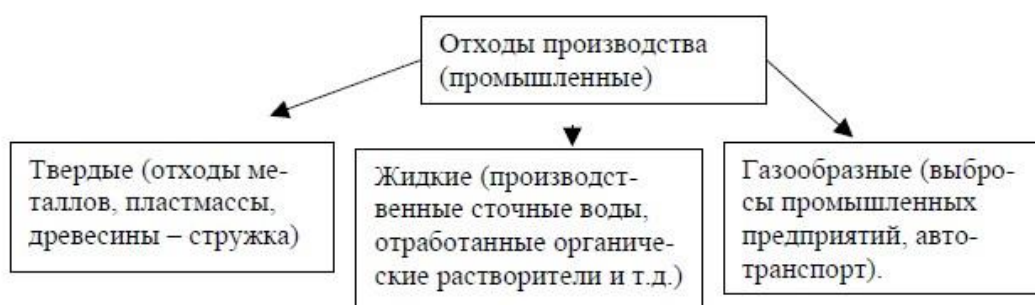 Отходы производства
(промышленные)
Твердые (отходы ме-
таллов, пластмассы,
древесины – стружка)
Жидкие (производст-
венные сточные воды,
отработанные органиче-
ские растворители и т.д.)
Газообразные (выбро-
сы промышленных
предприятий, авто-
транспорт).